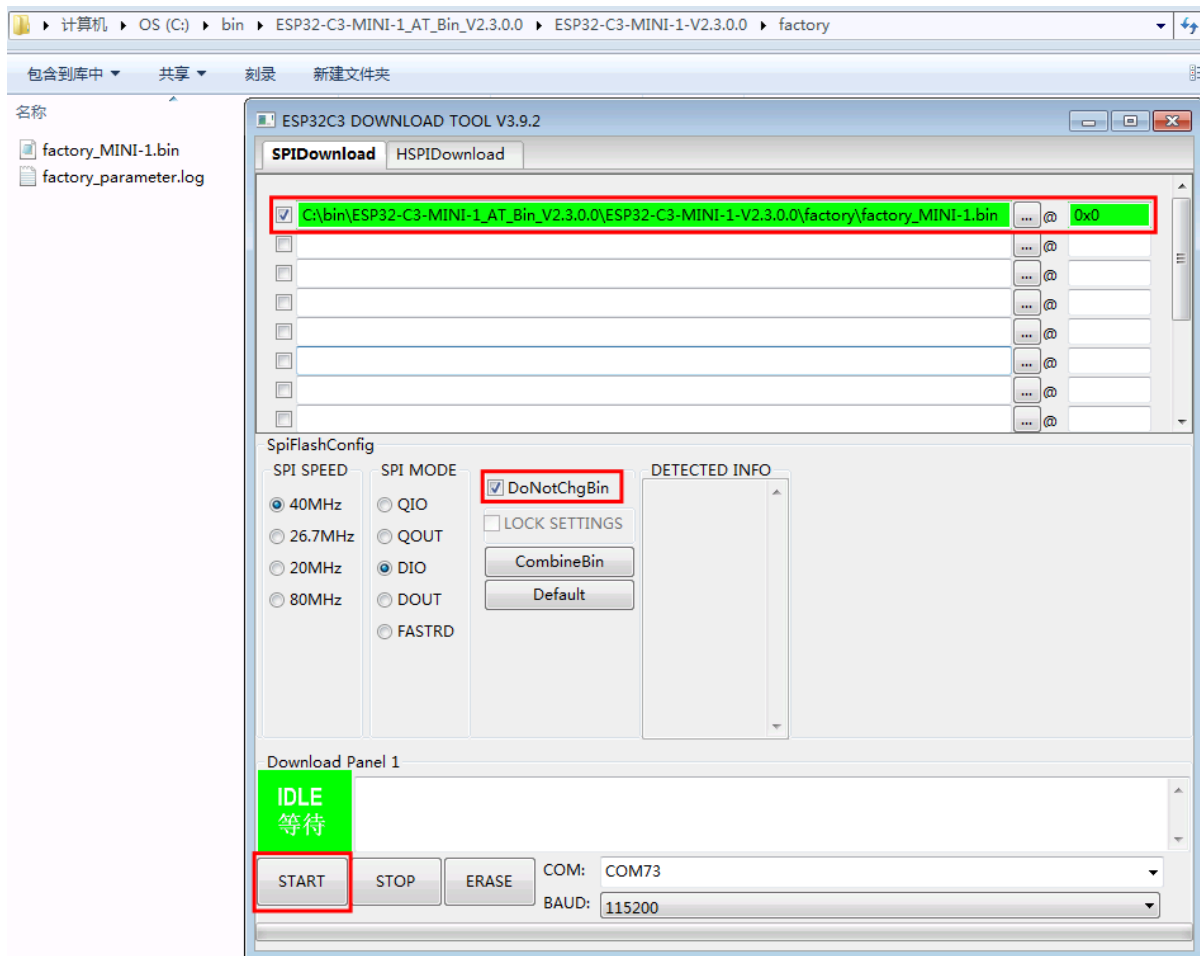 计算机 ▸ OS (C:) ▸ bin ▸ ESP32-C3-MINI-1_AT_Bin_V2.3.0.0 ▸ ESP32-C3-MINI-1-V2.3.0.0 ▸ factory
包含到库中 共享 刻录 新建文件夹
名称
factory_MINI-1.bin
factory_parameter.log
ESP32C3 DOWNLOAD TOOL V3.9.2
SPIDownload HSPIDownload
C:\bin\ESP32-C3-MINI-1_AT_Bin_V2.3.0.0\ESP32-C3-MINI-1-V2.3.0.0\factory\factory_MINI-1.bin ... @ 0x0
... @
... @
... @
... @
... @
... @
... @
SpiFlashConfig
SPI SPEED SPI MODE DETECTED INFO
DoNotChgBin
40MHz QIO
LOCK SETTINGS
26.7MHz QOUT
CombineBin
20MHz DIO
Default
80MHz DOUT
FASTRD
Download Panel 1
IDLE
等待
START STOP ERASE
COM: COM73
BAUD: 115200